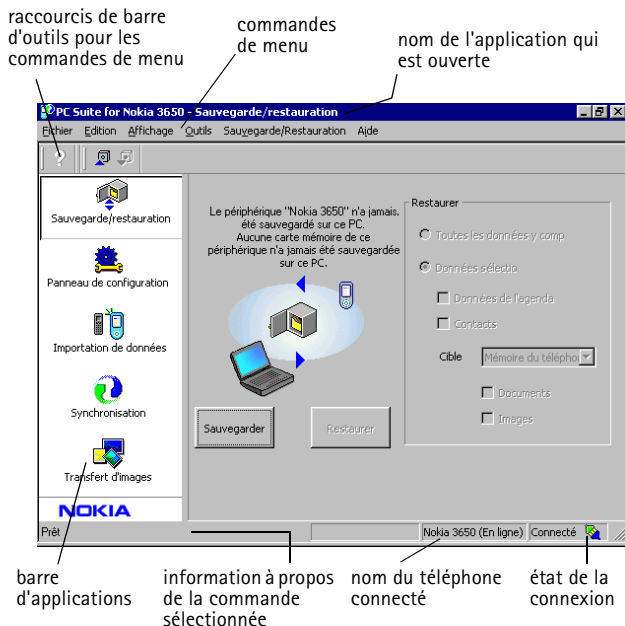 raccourcis de barre
d'outils pour les
commandes de menu
commandes
de menu
nom de l'application qui
est ouverte
PC Suite for Nokia 3650 - Sauvegarde/restauration
Fichier Edition Affichage Outils Sauvegarde/Restauration Aide
Sauvegarde/restauration
Panneau de configuration
Importation de données
Synchronisation
Transfert d'images
NOKIA
Le périphérique "Nokia 3650" n'a jamais
été sauvegardé sur ce PC.
Aucune carte mémoire de ce
périphérique n'a jamais été sauvegardée
sur ce PC.
Sauvegarder
Restaurer
Restaurer
Toutes les données y comp
Données sélectio
Données de l'agenda
Contacts
Cible Mémoire du télépho
Documents
Images
Prêt
Nokia 3650 (En ligne) Connecté
barre
d'applications
information à propos
de la commande
sélectionnée
nom du téléphone
connecté
état de la
connexion